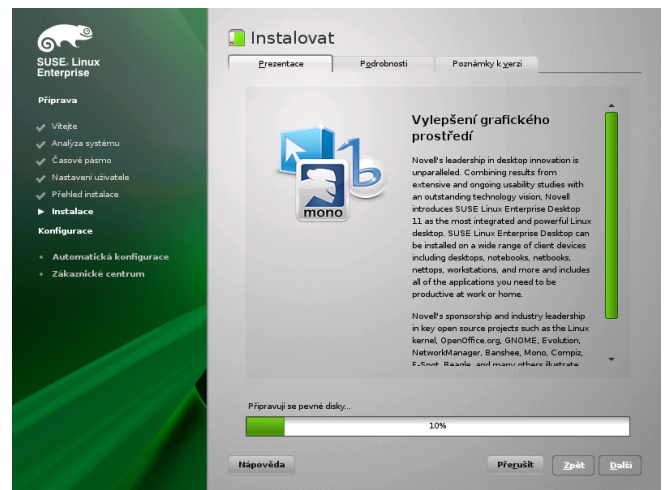 SUSE. Linux
Enterprise
Příprava
Vítejte
Analýza systému
Časové pásmo
Nastavení uživatele
Přehled instalace
Instalace
Konfigurace
Automatická konfigurace
Zákaznické centrum
Instalovat
Prezentace
Podrobnosti
Poznámky k verzi
mono
Vylepšení grafického
prostředí
Novell's leadership in desktop innovation is
unparalleled. Combining results from
extensive and ongoing usability studies with
an outstanding technology vision, Novell
introduces SUSE Linux Enterprise Desktop
11 as the most integrated and powerful Linux
desktop. SUSE Linux Enterprise Desktop can
be installed on a wide range of client devices
including desktops, notebooks, netbooks,
nettops, workstations, and more and includes
all of the applications you need to be
productive at work or home.
Novell's sponsorship and industry leadership
in key open source projects such as the Linux
kernel, OpenOffice.org, GNOME, Evolution,
NetworkManager, Banshee, Mono, Compiz,
F-Spot, Beagle, and many others illustrate
Připravuji se pevné disky...
10%
Nápověda
Přerušit
Zpět
Další